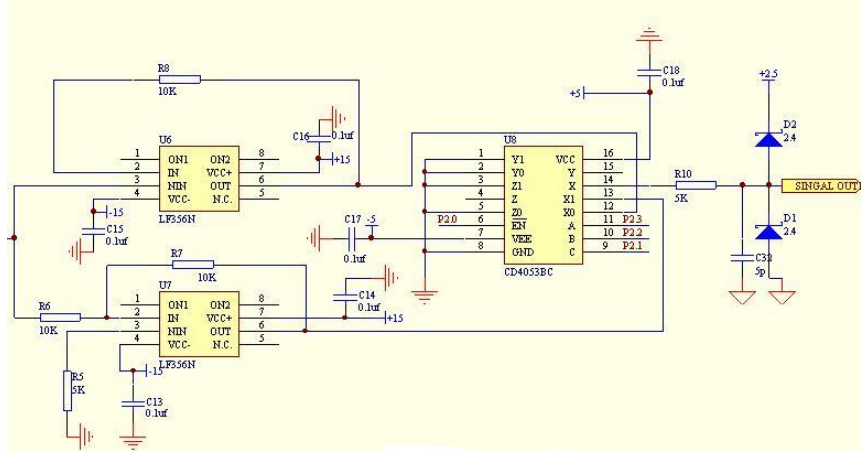 R8
10K
U6
1 ON1 ON2 8
2 IN VCC+ 7
3 NIN OUT 6
4 VCC- N.C. 5
LF356N
C16 0.1uf
+15
-15
C15
0.1uf
R7
10K
U7
1 ON1 ON2 8
2 IN VCC+ 7
3 NIN OUT 6
4 VCC- N.C. 5
LF356N
R6
10K
R5
5K
-15
C13
0.1uf
C14
0.1uf
+15
C17 -5
0.1uf
C18
0.1uf
+5
U8
1 Y1 VCC 16
2 Y0 Y 15
3 Z1 X 14
4 Z X1 13
5 Z0 X0 12
P2.0 6 EN A 11 P2.3
7 VEE B 10 P2.2
8 GND C 9 P2.1
CD4053BC
R10
5K
+2.5
D2
2.4
SINGAL OUT
D1
2.4
C33
5p